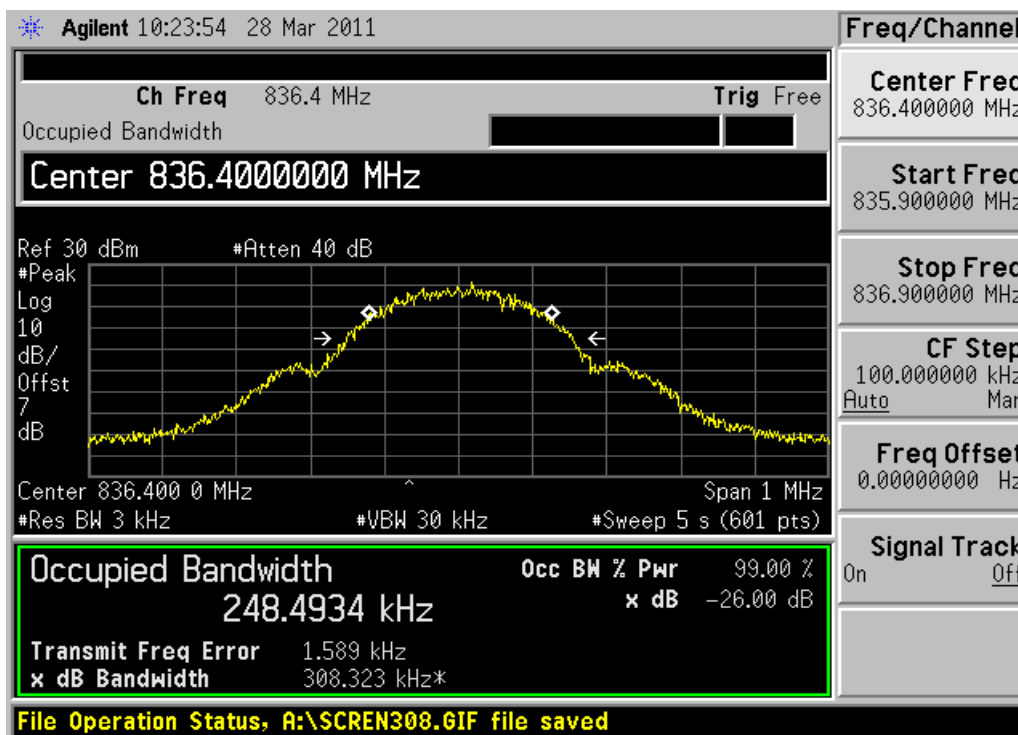 Agilent 10:23:54 28 Mar 2011
Freq/Channel
Ch Freq 836.4 MHz Trig Free
Occupied Bandwidth
Center 836.4000000 MHz
Ref 30 dBm #Atten 40 dB
#Peak
Log
10
dB/
Offst
7
dB
Center 836.400 0 MHz Span 1 MHz
#Res BW 3 kHz #VBW 30 kHz #Sweep 5 s (601 pts)
Occupied Bandwidth
248.4934 kHz
Occ BW % Pwr 99.00 %
x dB -26.00 dB
Transmit Freq Error 1.589 kHz
x dB Bandwidth 308.323 kHz*
Center Freq
836.400000 MHz
Start Freq
835.900000 MHz
Stop Freq
836.900000 MHz
CF Step
100.000000 kHz
Auto Man
Freq Offset
0.00000000 Hz
Signal Track
On Off
File Operation Status, A:\SCREN308.GIF file saved